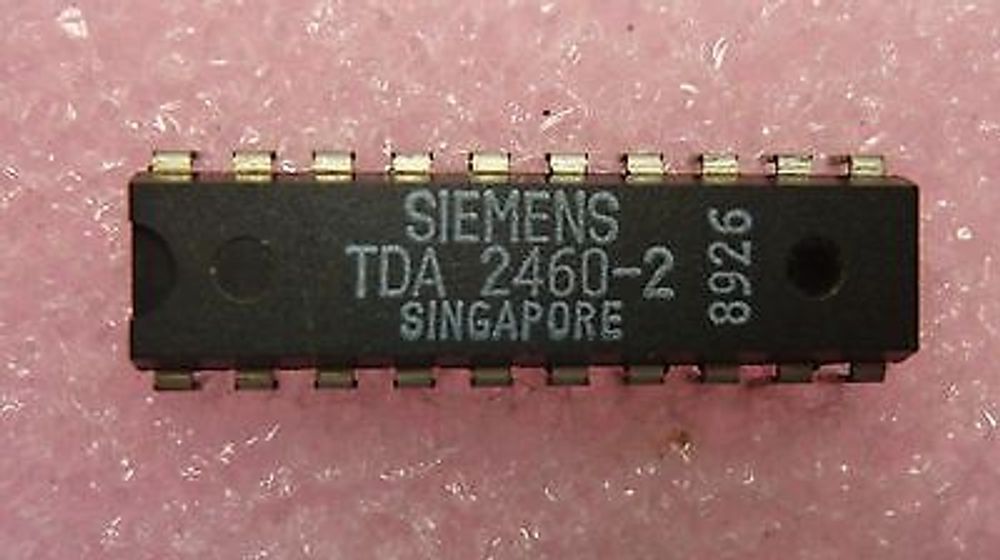 SIEMENS
TDA 2460-2
SINGAPORE
8926